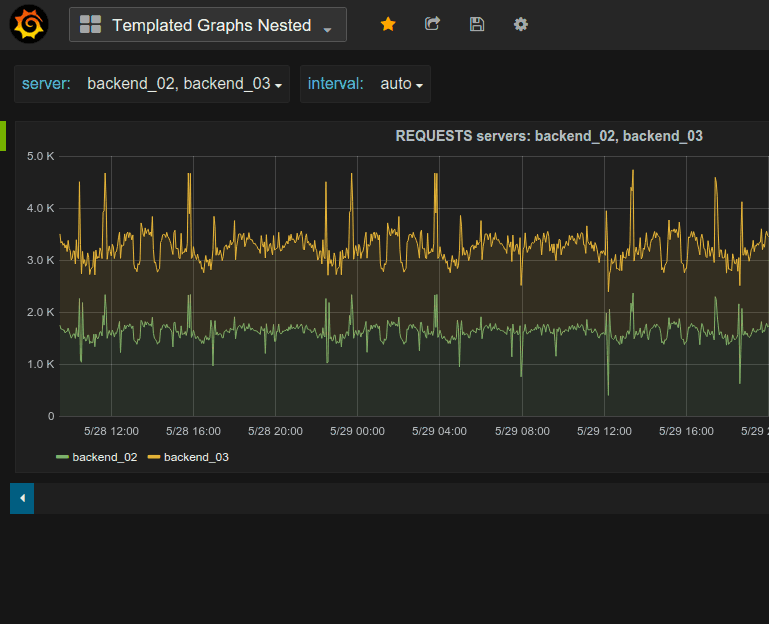 Templated Graphs Nested
server: backend_02, backend_03 interval: auto
REQUESTS servers: backend_02, backend_03
5.0 K
4.0 K
3.0 K
2.0 K
1.0 K
0
5/28 12:00 5/28 16:00 5/28 20:00 5/29 00:00 5/29 04:00 5/29 08:00 5/29 12:00 5/29 16:00 5/29
backend_02 backend_03